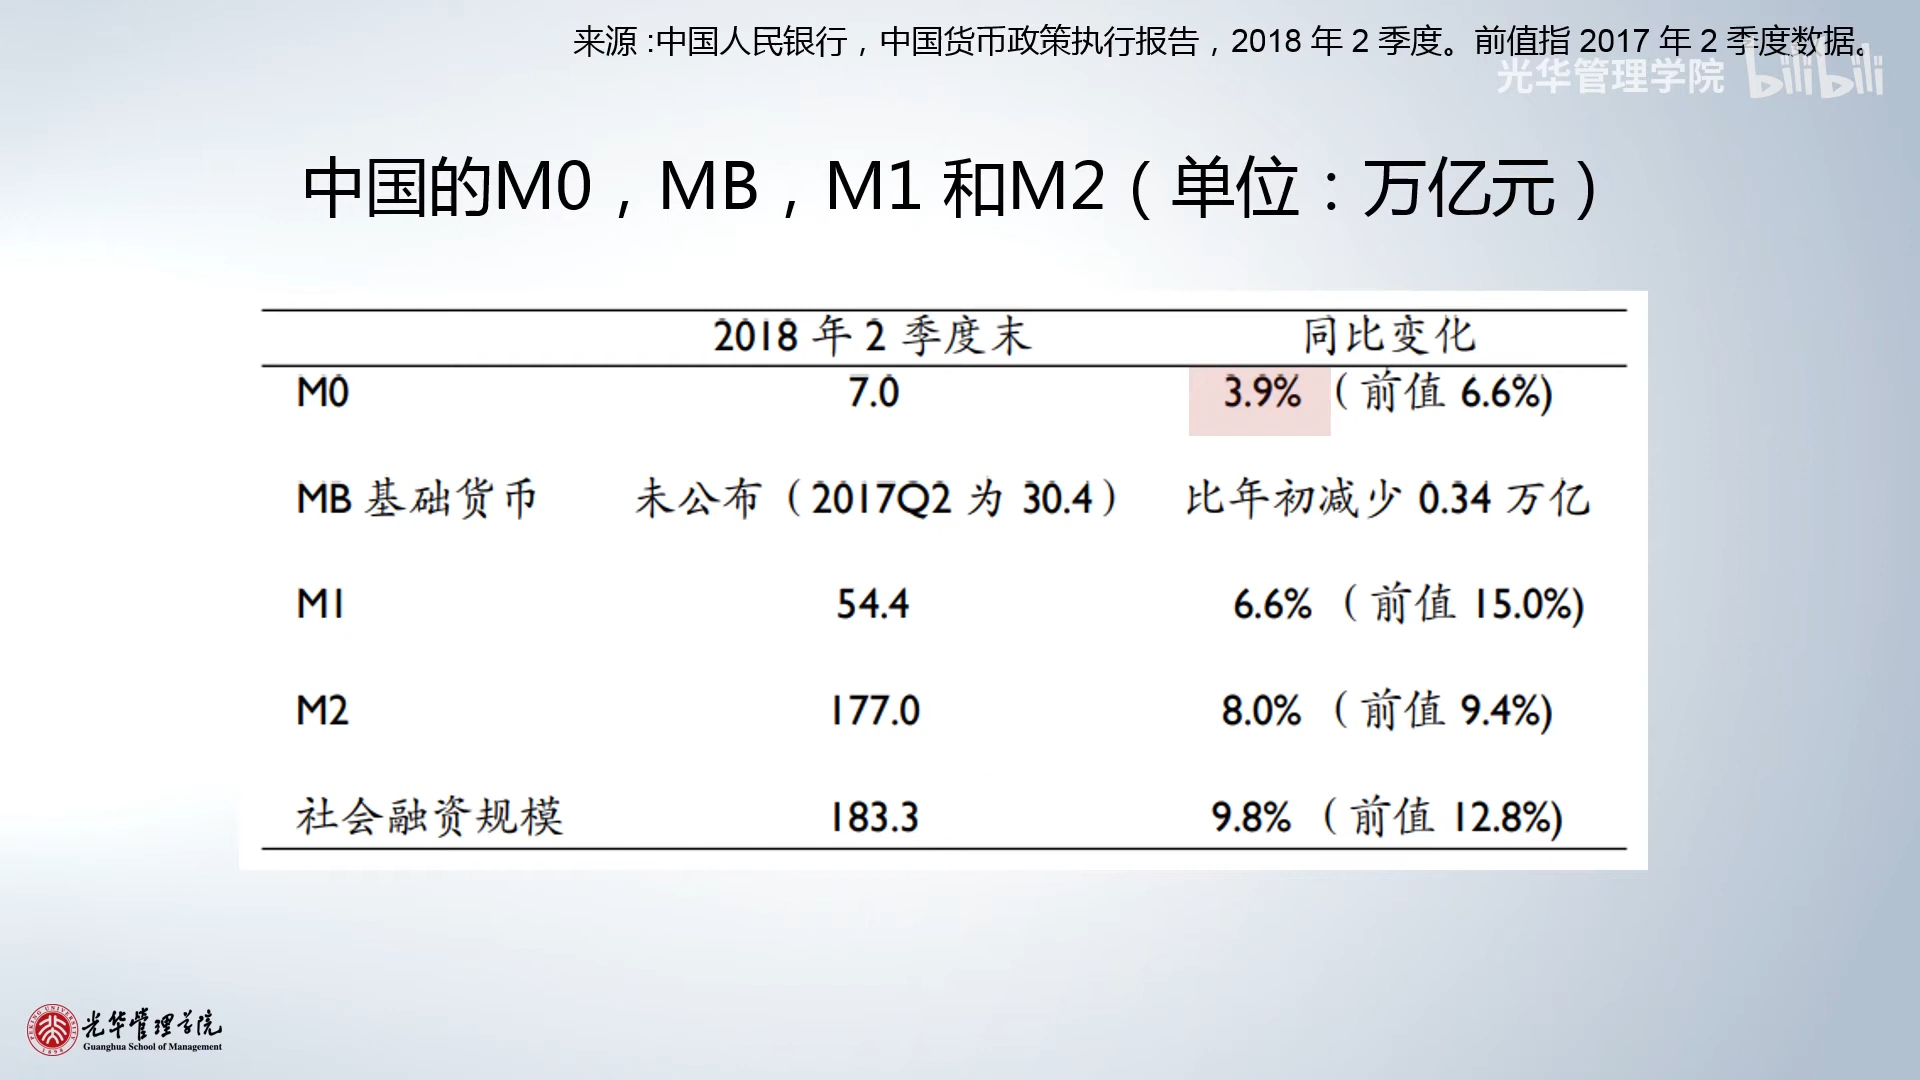 来源 :中国人民银行，中国货币政策执行报告，2018 年 2 季度。前值指 2017 年 2 季度数据。
光华管理学院 bilibili
中国的M0，MB，M1 和M2（单位：万亿元）
2018 年 2 季度末 同比变化
M0 7.0 3.9%（前值 6.6%)
MB 基础货币 未公布（2017Q2 为 30.4） 比年初减少 0.34 万亿
M1 54.4 6.6%（前值 15.0%)
M2 177.0 8.0%（前值 9.4%)
社会融资规模 183.3 9.8%（前值 12.8%)
PEKING UNIVERSITY
1898
光华管理学院
Guanghua School of Management